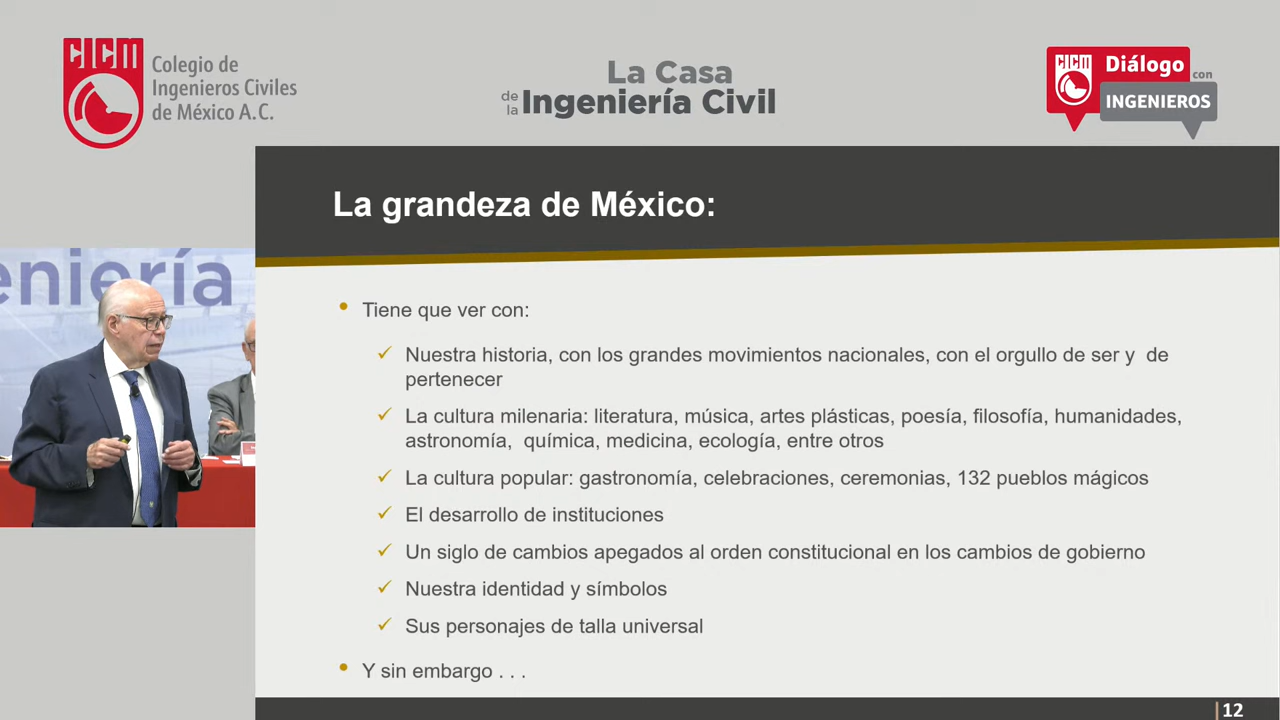 CICM
Colegio de
Ingenieros Civiles
de México A.C.
La Casa
de la Ingeniería Civil
CICM
Diálogo
con
INGENIEROS
La grandeza de México:
eniería
Tiene que ver con:
Nuestra historia, con los grandes movimientos nacionales, con el orgullo de ser y de
pertenecer
La cultura milenaria: literatura, música, artes plásticas, poesía, filosofía, humanidades,
astronomía, química, medicina, ecología, entre otros
La cultura popular: gastronomía, celebraciones, ceremonias, 132 pueblos mágicos
El desarrollo de instituciones
Un siglo de cambios apegados al orden constitucional en los cambios de gobierno
Nuestra identidad y símbolos
Sus personajes de talla universal
Y sin embargo . . .
12